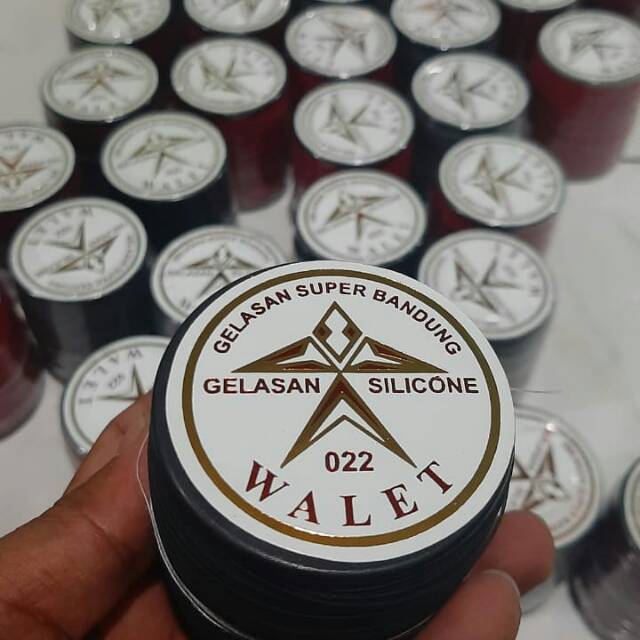 GELASAN SUPER BANDUNG
GELASAN SILICONE
022
WALET